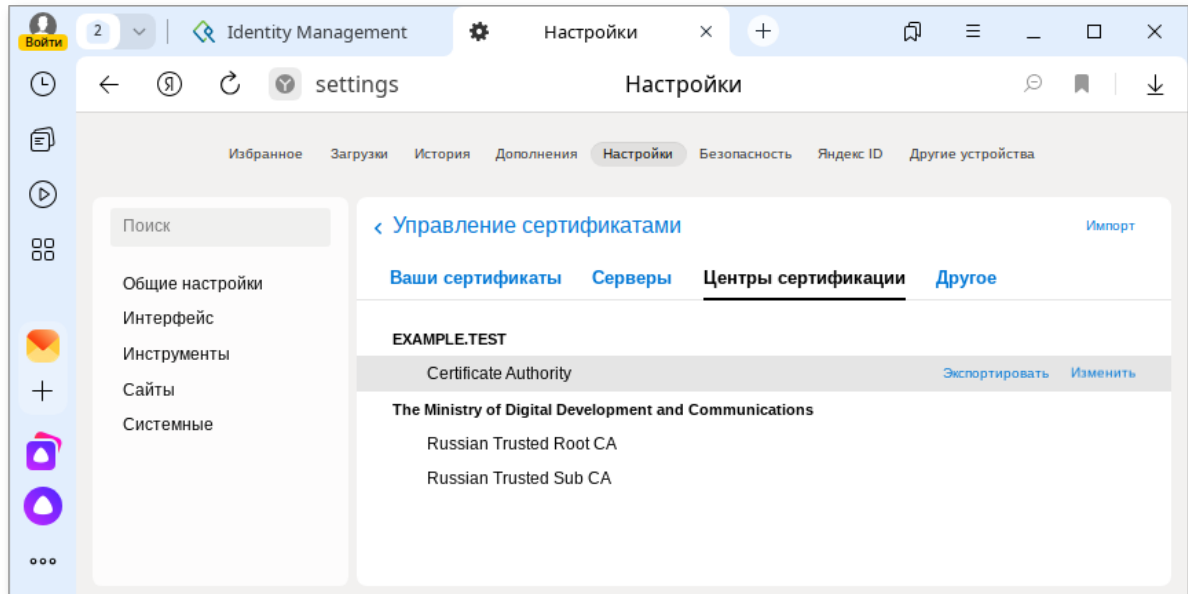 Войти
2
Identity Management
Настройки
settings
Настройки
Избранное Загрузки История Дополнения Настройки Безопасность Яндекс ID Другие устройства
Поиск
Общие настройки
Интерфейс
Инструменты
Сайты
Системные
Управление сертификатами
Импорт
Ваши сертификаты Серверы Центры сертификации Другое
EXAMPLE.TEST
Certificate Authority Экспортировать Изменить
The Ministry of Digital Development and Communications
Russian Trusted Root CA
Russian Trusted Sub CA